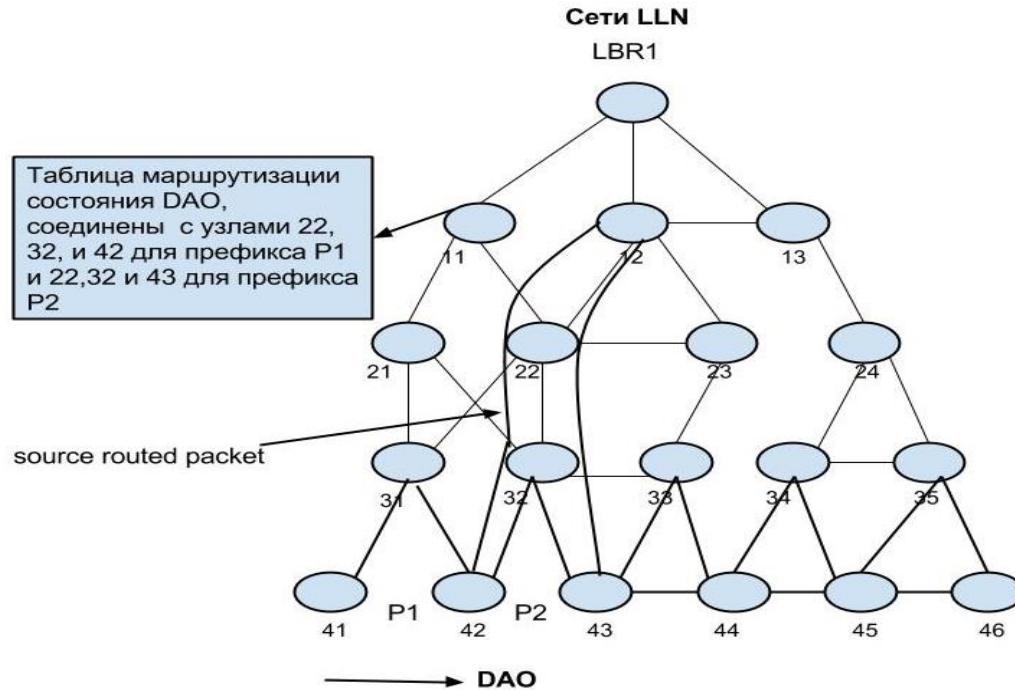 Сети LLN
LBR1
Таблица маршрутизации
состояния DAO,
соединены с узлами 22,
32, и 42 для префикса P1
и 22,32 и 43 для префикса
P2
11
12
13
21
22
23
24
source routed packet
31
32
33
34
35
41
P1
42
P2
43
44
45
46
DAO